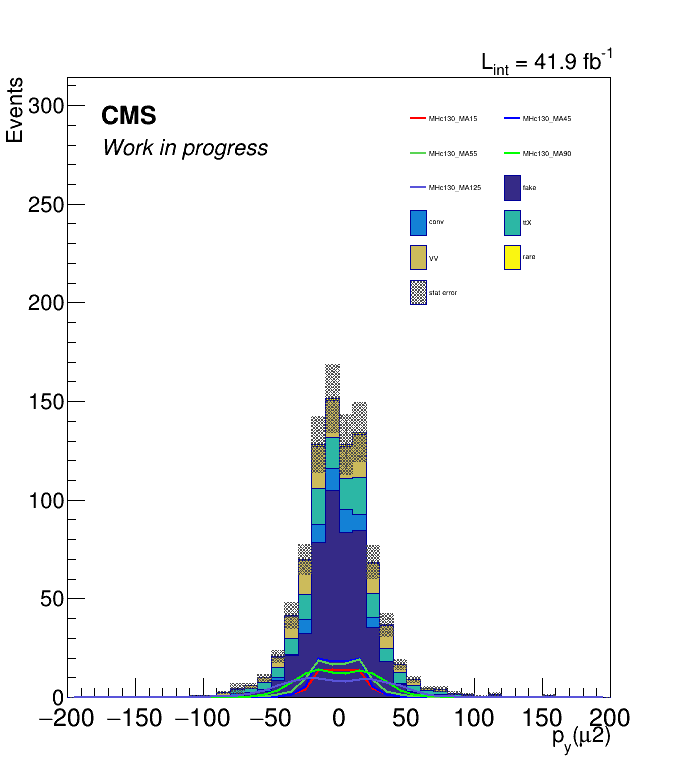 L_int = 41.9 fb^-1
Events
CMS
Work in progress
MHc130_MA15
MHc130_MA45
MHc130_MA55
MHc130_MA90
MHc130_MA125
fake
conv
ttX
VV
rare
stat error
300
250
200
150
100
50
0
−200 −150 −100 −50 0 50 100 150 200
p_y(μ2)